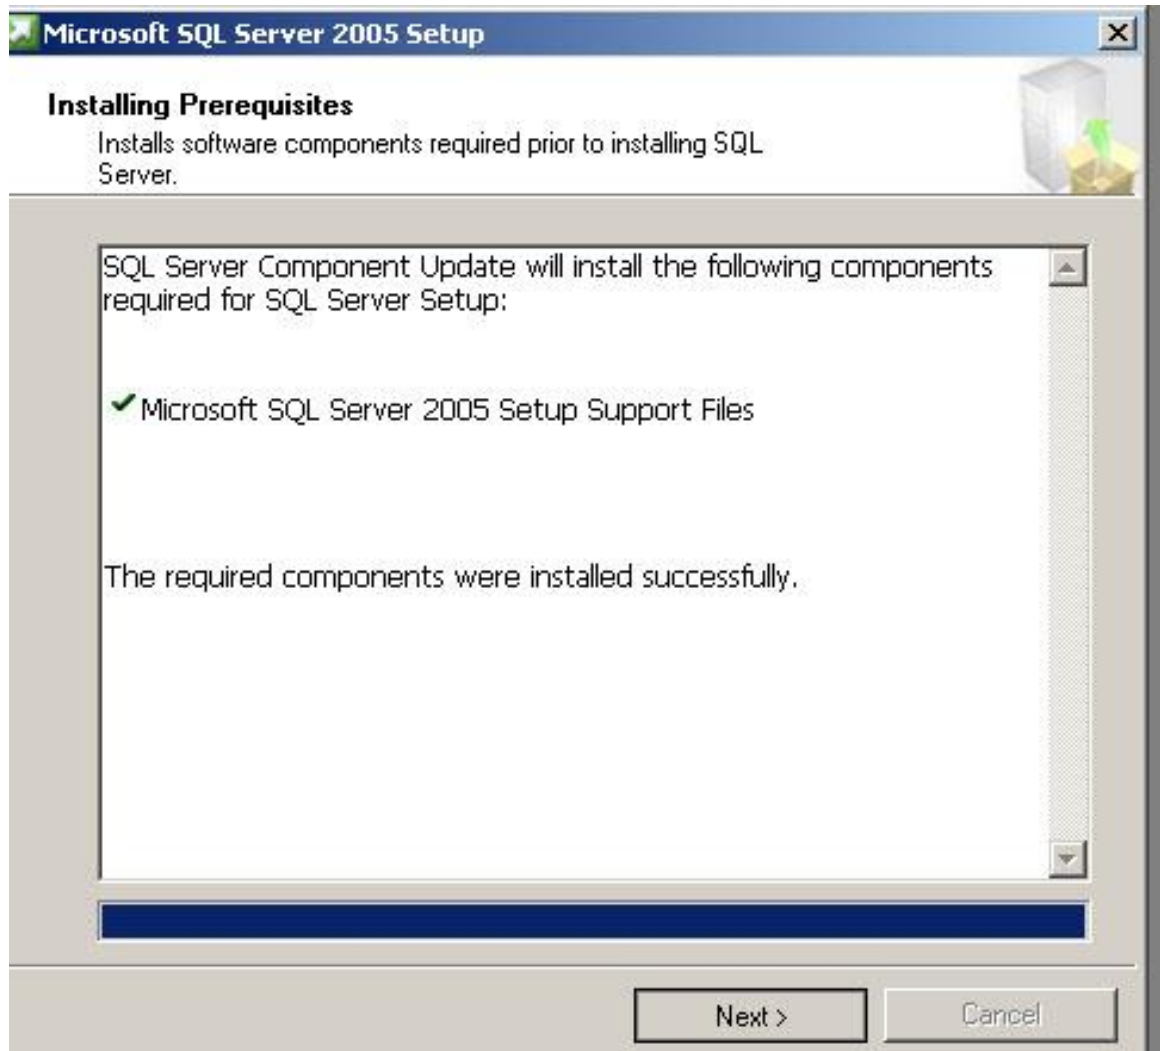 Microsoft SQL Server 2005 Setup
Installing Prerequisites
Installs software components required prior to installing SQL
Server.
SQL Server Component Update will install the following components
required for SQL Server Setup:
Microsoft SQL Server 2005 Setup Support Files
The required components were installed successfully.
Next >
Cancel